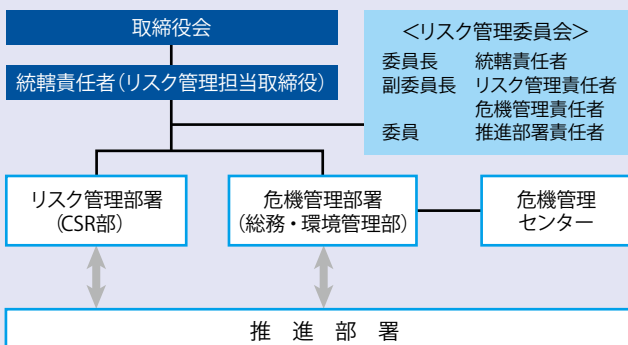 取締役会
統轄責任者(リスク管理担当取締役)
＜リスク管理委員会＞
委員長 統轄責任者
副委員長 リスク管理責任者
危機管理責任者
委員 推進部署責任者
リスク管理部署
(CSR部)
危機管理部署
(総務・環境管理部)
危機管理
センター
推進部署